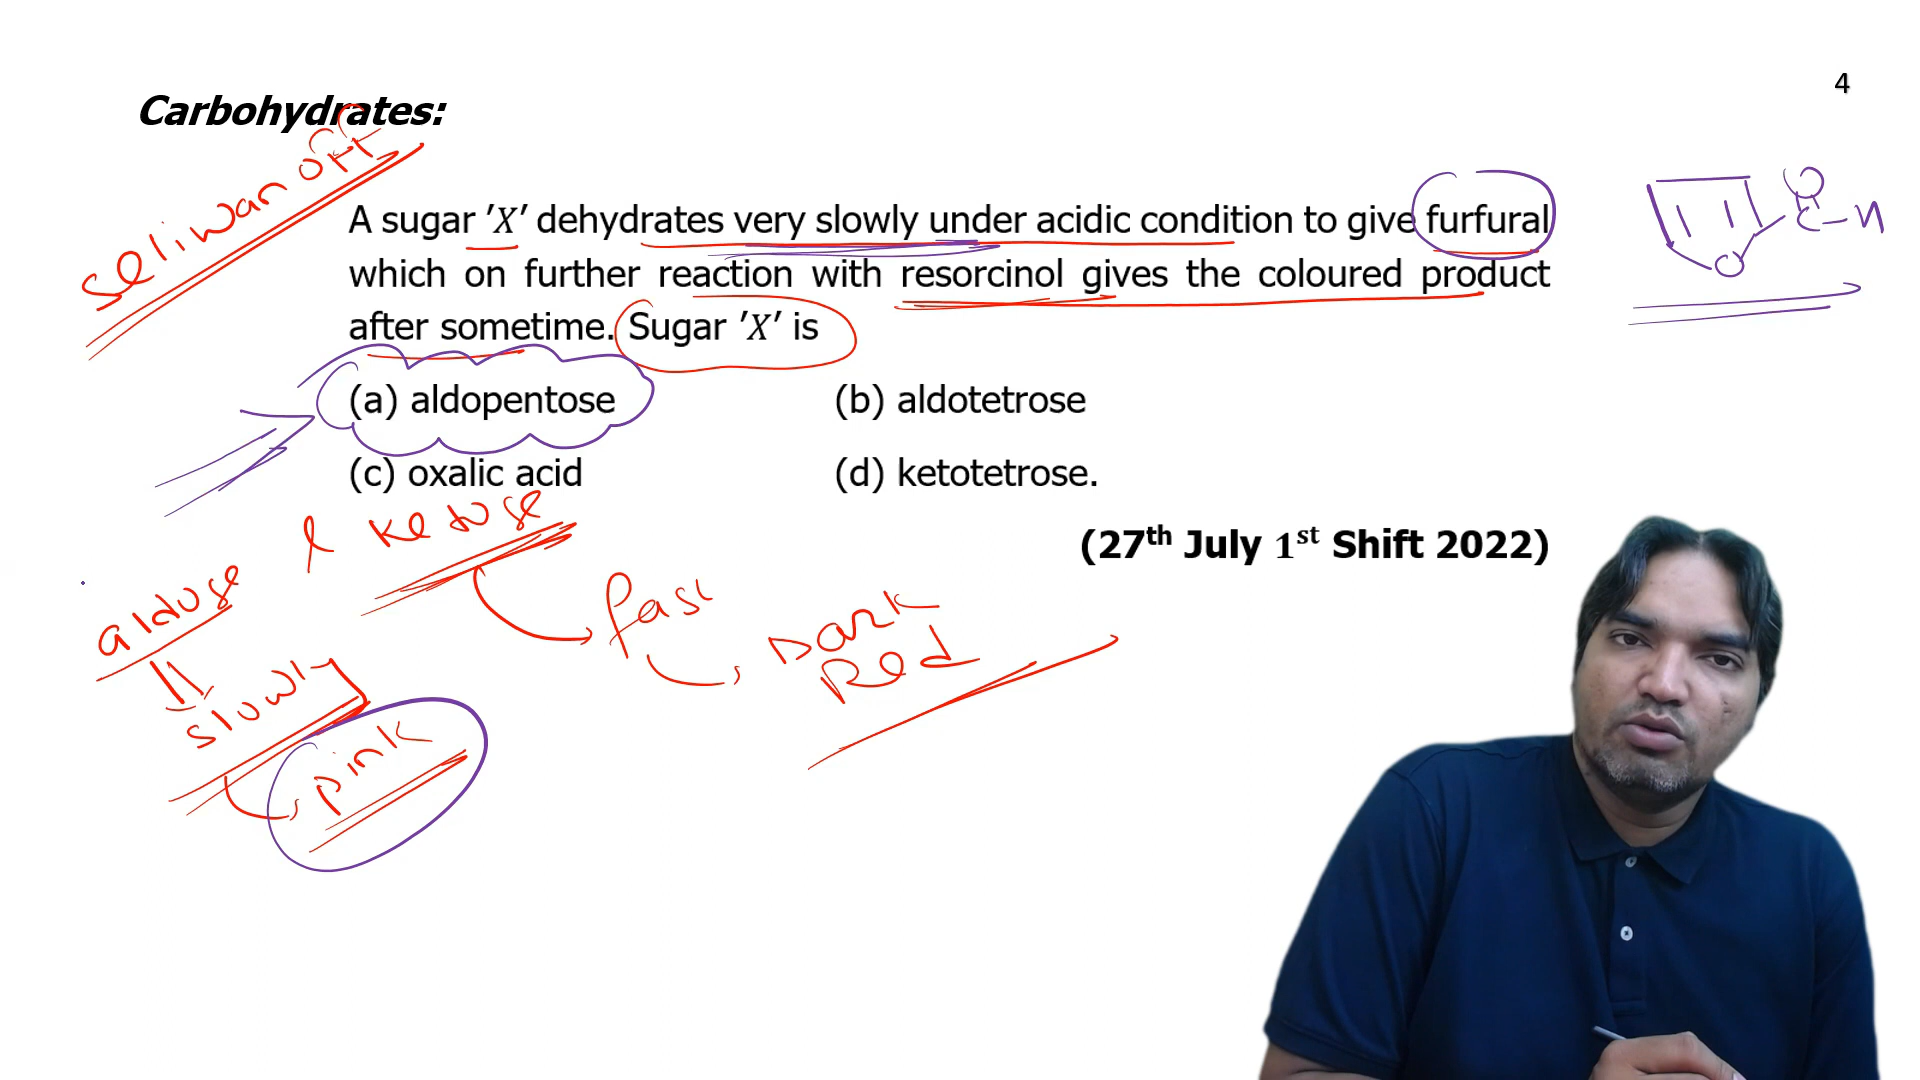 4
Carbohydrates:
seliwanoff
A sugar 'X' dehydrates very slowly under acidic condition to give furfural
which on further reaction with resorcinol gives the coloured product
after sometime. Sugar 'X' is
(a) aldopentose (b) aldotetrose
(c) oxalic acid (d) ketotetrose.
(27th July 1st Shift 2022)
aldose & ketose
slowly
pink
fast
Dark
Red
O
C-H
O